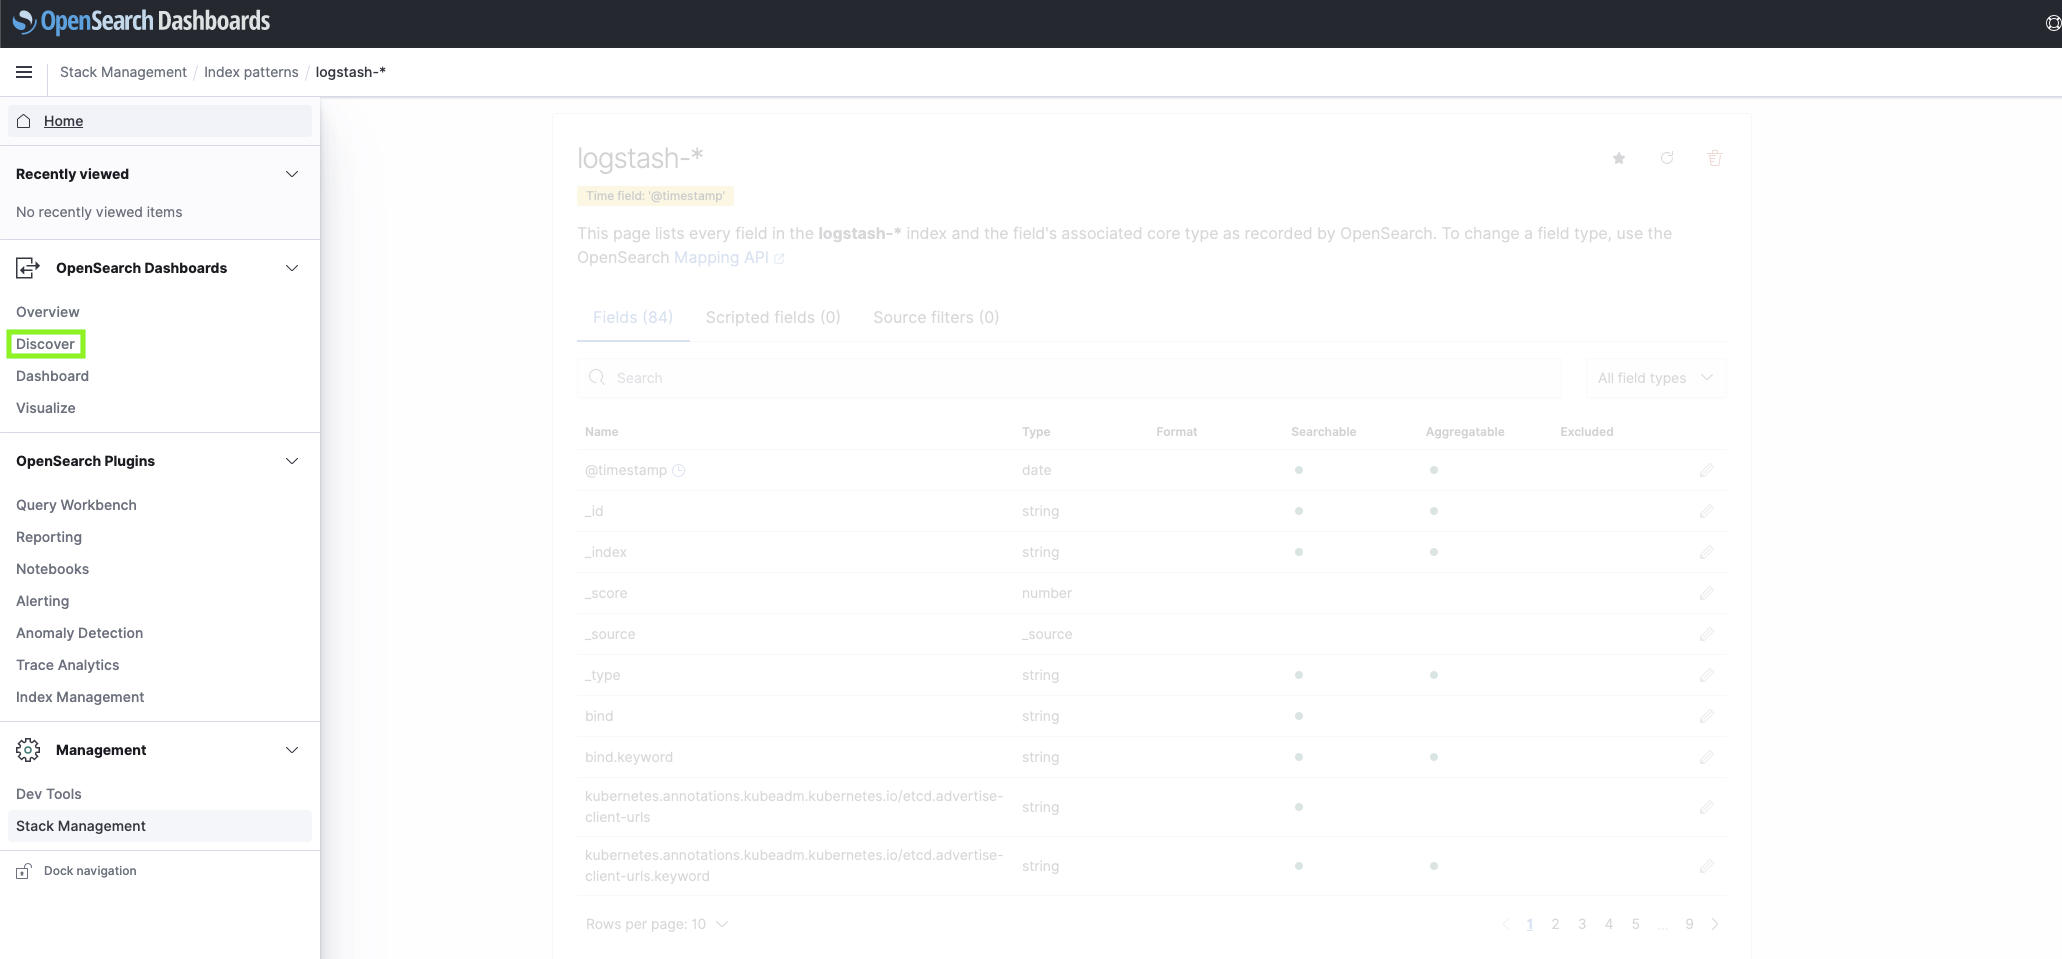 OpenSearch Dashboards
Stack Management / Index patterns / logstash-*
Home
Recently viewed
No recently viewed items
OpenSearch Dashboards
Overview
Discover
Dashboard
Visualize
OpenSearch Plugins
Query Workbench
Reporting
Notebooks
Alerting
Anomaly Detection
Trace Analytics
Index Management
Management
Dev Tools
Stack Management
Dock navigation
logstash-*
Time field: '@timestamp'
This page lists every field in the logstash-* index and the field's associated core type as recorded by OpenSearch. To change a field type, use the
OpenSearch Mapping API
Fields (84) Scripted fields (0) Source filters (0)
Search All field types
Name Type Format Searchable Aggregatable Excluded
@timestamp date
_id string
_index string
_score number
_source _source
_type string
bind string
bind.keyword string
kubernetes.annotations.kubeadm.kubernetes.io/etcd.advertise-
client-urls string
kubernetes.annotations.kubeadm.kubernetes.io/etcd.advertise-
client-urls.keyword string
Rows per page: 10 1 2 3 4 5 ... 9